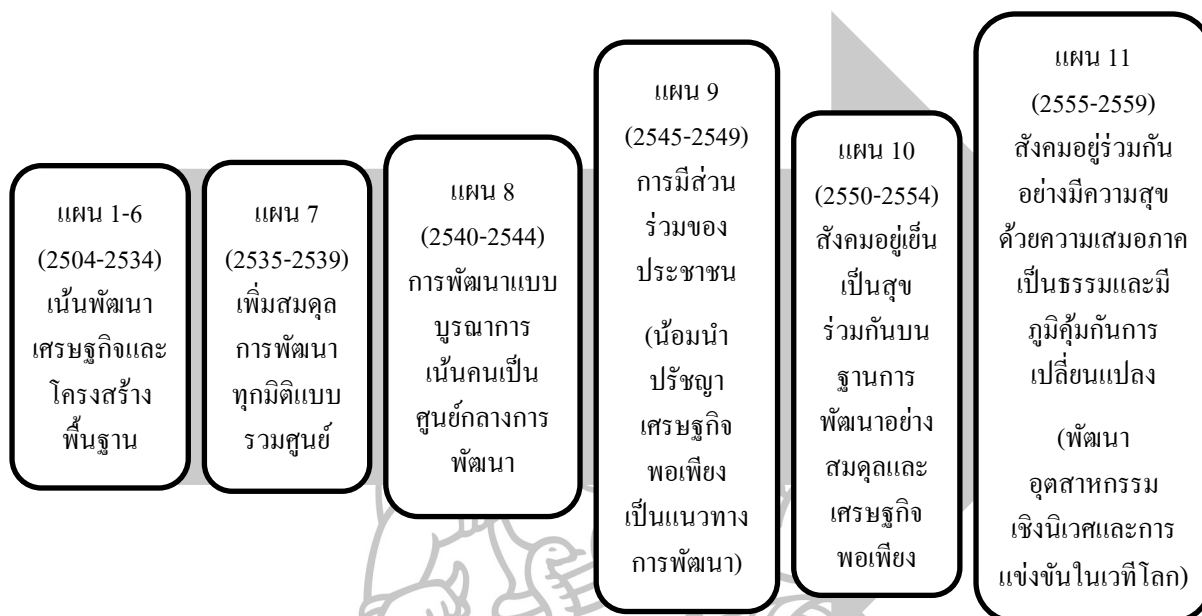 แผน 1-6
(2504-2534)
เน้นพัฒนา
เศรษฐกิจและ
โครงสร้าง
พื้นฐาน
แผน 7
(2535-2539)
เพิ่มสมดุล
การพัฒนา
ทุกมิติแบบ
รวมศูนย์
แผน 8
(2540-2544)
การพัฒนาแบบ
บูรณาการ
เน้นคนเป็น
ศูนย์กลางการ
พัฒนา
แผน 9
(2545-2549)
การมีส่วน
ร่วมของ
ประชาชน
(น้อมนำ
ปรัชญา
เศรษฐกิจ
พอเพียง
เป็นแนวทาง
การพัฒนา)
แผน 10
(2550-2554)
สังคมอยู่เย็น
เป็นสุข
ร่วมกันบน
ฐานการ
พัฒนาอย่าง
สมดุลและ
เศรษฐกิจ
พอเพียง
แผน 11
(2555-2559)
สังคมอยู่ร่วมกัน
อย่างมีความสุข
ด้วยความเสมอภาค
เป็นธรรมและมี
ภูมิคุ้มกันการ
เปลี่ยนแปลง
(พัฒนา
อุตสาหกรรม
เชิงนิเวศและการ
แข่งขันในเวทีโลก)